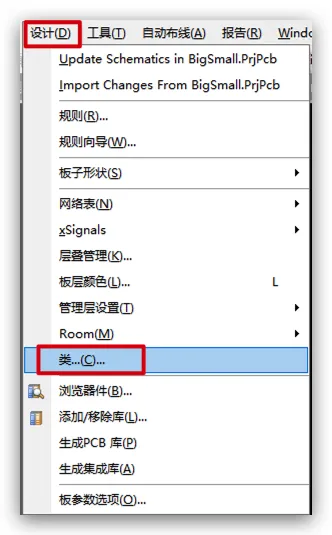 设计(D) 工具(T) 自动布线(A) 报告(R) Windo
Update Schematics in BigSmall.PrjPcb
Import Changes From BigSmall.PrjPcb
规则(R)...
规则向导(W)...
板子形状(S)
网络表(N)
xSignals
层叠管理(K)...
板层颜色(L)... L
管理层设置(T)
Room(M)
类...(C)...
浏览器件(B)...
添加/移除库(L)...
生成PCB 库(P)
生成集成库(A)
板参数选项(O)...